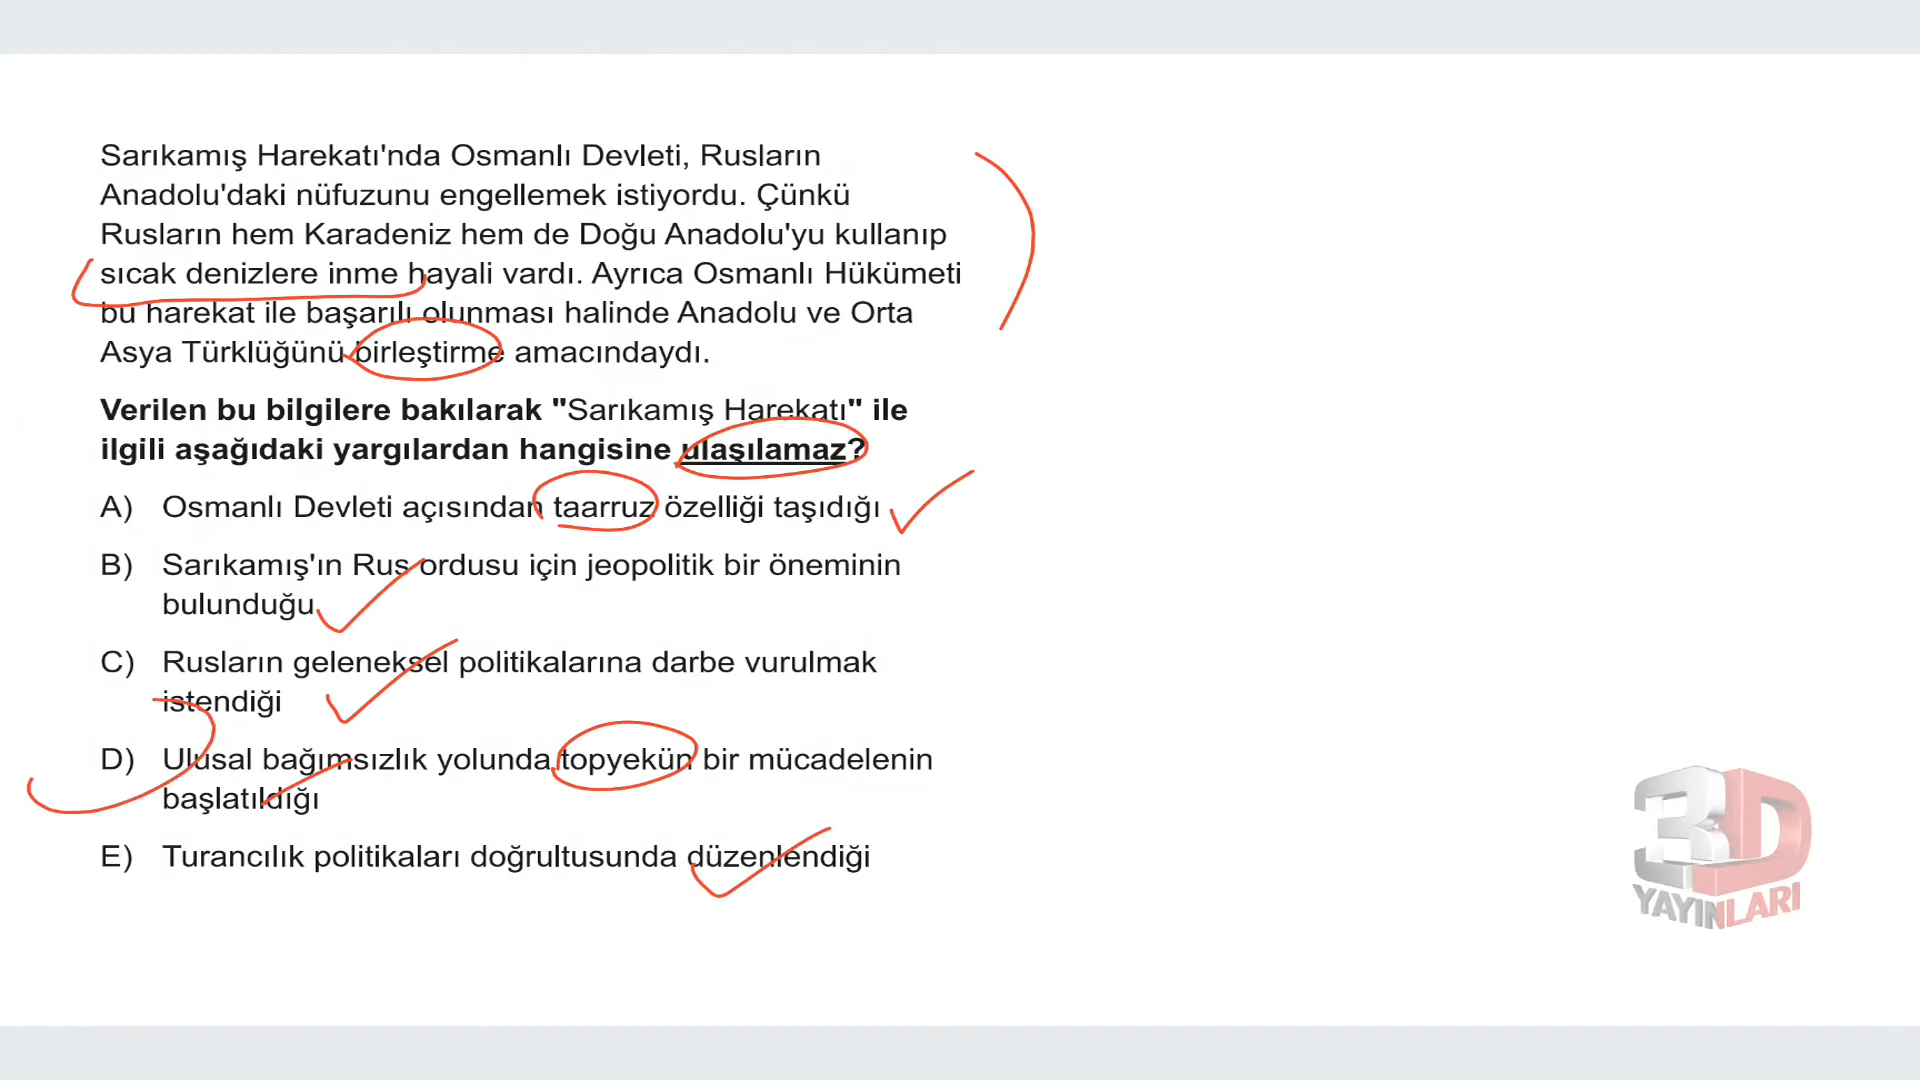 Sarıkamış Harekatı'nda Osmanlı Devleti, Rusların
Anadolu'daki nüfuzunu engellemek istiyordu. Çünkü
Rusların hem Karadeniz hem de Doğu Anadolu'yu kullanıp
sıcak denizlere inme hayali vardı. Ayrıca Osmanlı Hükümeti
bu harekat ile başarılı olunması halinde Anadolu ve Orta
Asya Türklüğünü birleştirme amacındaydı.
Verilen bu bilgilere bakılarak "Sarıkamış Harekatı" ile
ilgili aşağıdaki yargılardan hangisine ulaşılamaz?
A) Osmanlı Devleti açısından taarruz özelliği taşıdığı
B) Sarıkamış'ın Rus ordusu için jeopolitik bir öneminin
bulunduğu
C) Rusların geleneksel politikalarına darbe vurulmak
istendiği
D) Ulusal bağımsızlık yolunda topyekün bir mücadelenin
başlatıldığı
E) Turancılık politikaları doğrultusunda düzenlendiği
3D
YAYINLARI